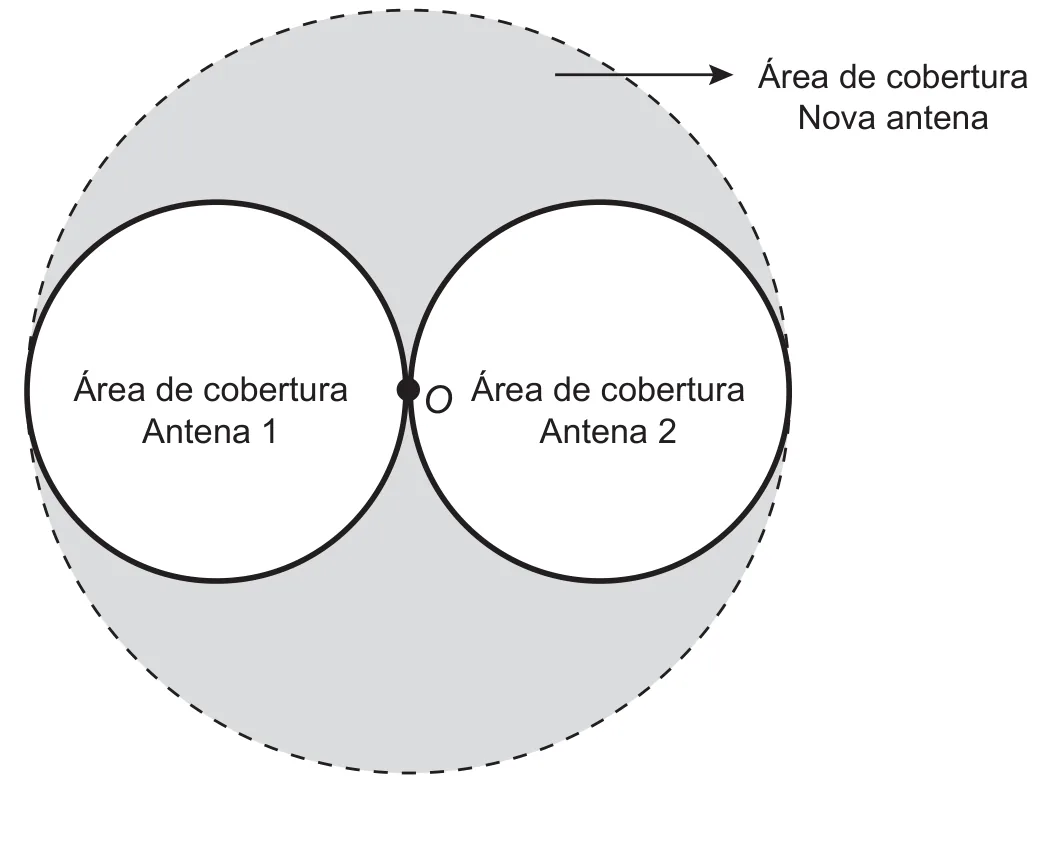 Área de cobertura
Nova antena
Área de cobertura
Antena 1
O
Área de cobertura
Antena 2